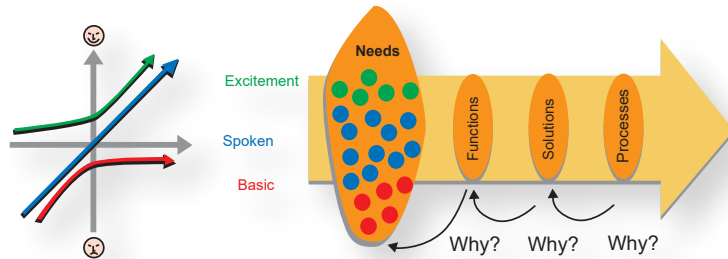 Needs
Excitement
Spoken
Basic
Functions
Solutions
Processes
Why?
Why?
Why?